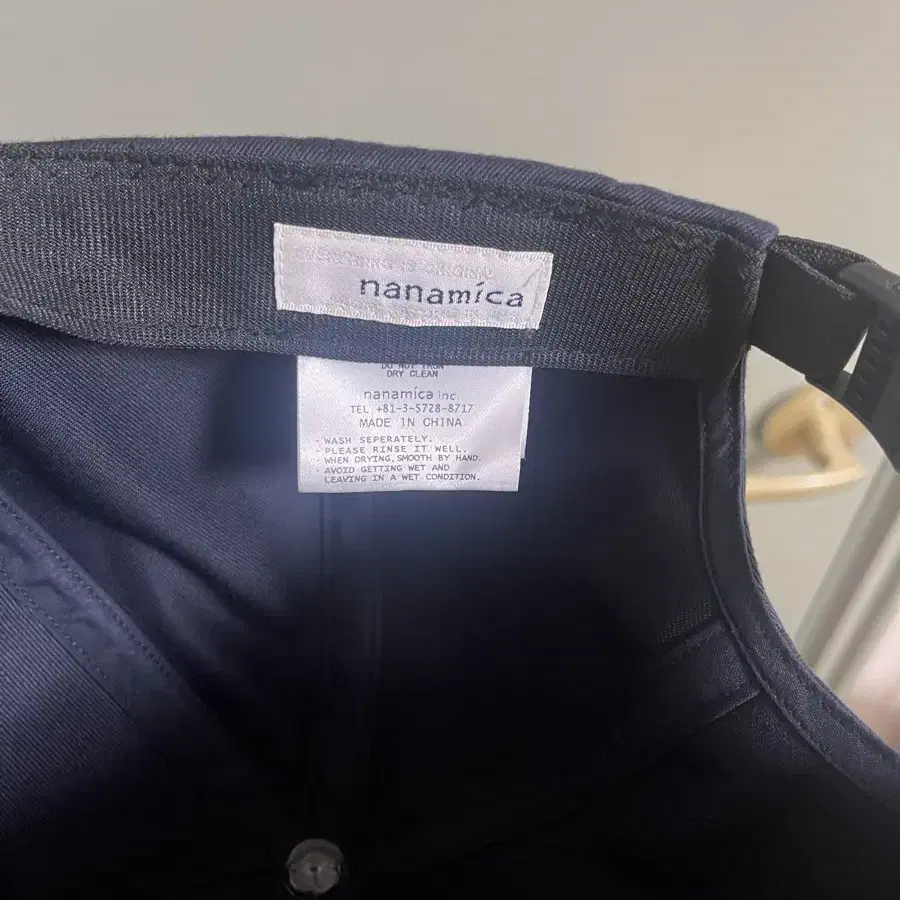 nanamica
DO NOT IRON
DRY CLEAN
nanamica inc.
TEL +81-3-5728-8717
MADE IN CHINA
· WASH SEPERATELY.
· PLEASE RINSE IT WELL.
· WHEN DRYING, SMOOTH BY HAND.
· AVOID GETTING WET AND
LEAVING IN A WET CONDITION.